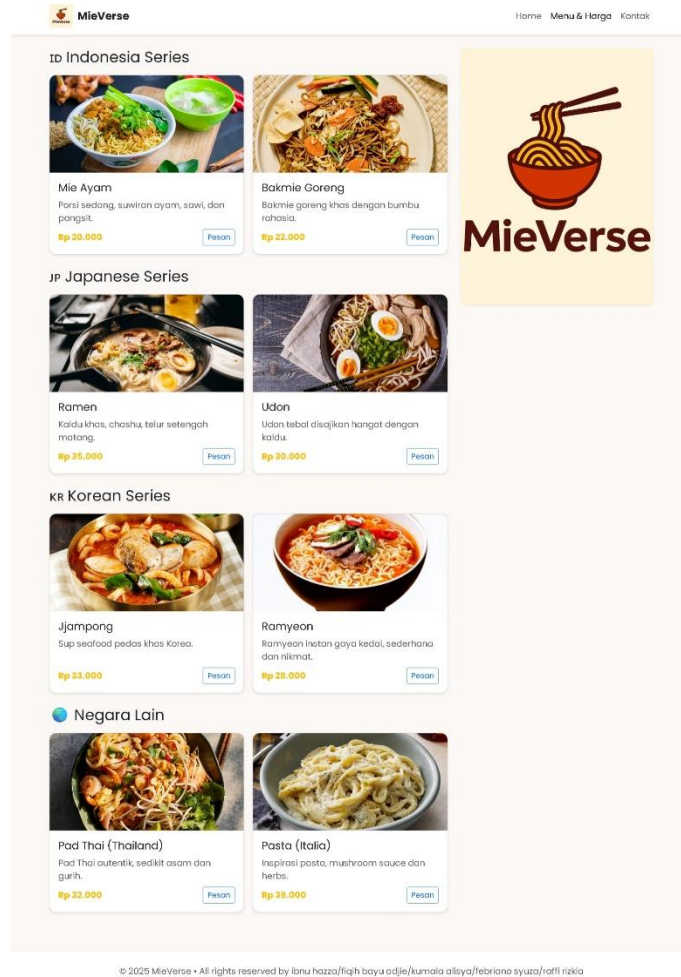 MieVerse
MieVerse
Home Menu & Harga Kontak
ID Indonesia Series
Mie Ayam
Porsi sedang, suwiran ayam, sawi, dan
pangsit.
Rp 20.000
Pesan
Bakmie Goreng
Bakmie goreng khas dengan bumbu
rahasia.
Rp 22.000
Pesan
MieVerse
JP Japanese Series
Ramen
Kaldu khas, chashu, telur setengah
matang.
Rp 35.000
Pesan
Udon
Udon tebal disajikan hangat dengan
kaldu.
Rp 30.000
Pesan
KR Korean Series
Jjampong
Sup seafood pedas khas Korea.
Rp 33.000
Pesan
Ramyeon
Ramyeon instan gaya kedai, sederhana
dan nikmat.
Rp 28.000
Pesan
Negara Lain
Pad Thai (Thailand)
Pad Thai autentik, sedikit asam dan
gurih.
Rp 32.000
Pesan
Pasta (Italia)
Inspirasi pasta, mushroom sauce dan
herbs.
Rp 38.000
Pesan
© 2025 MieVerse • All rights reserved by ibnu hazza/fiqih bayu adjie/kumala alisya/febriana syuza/raffi rizkia